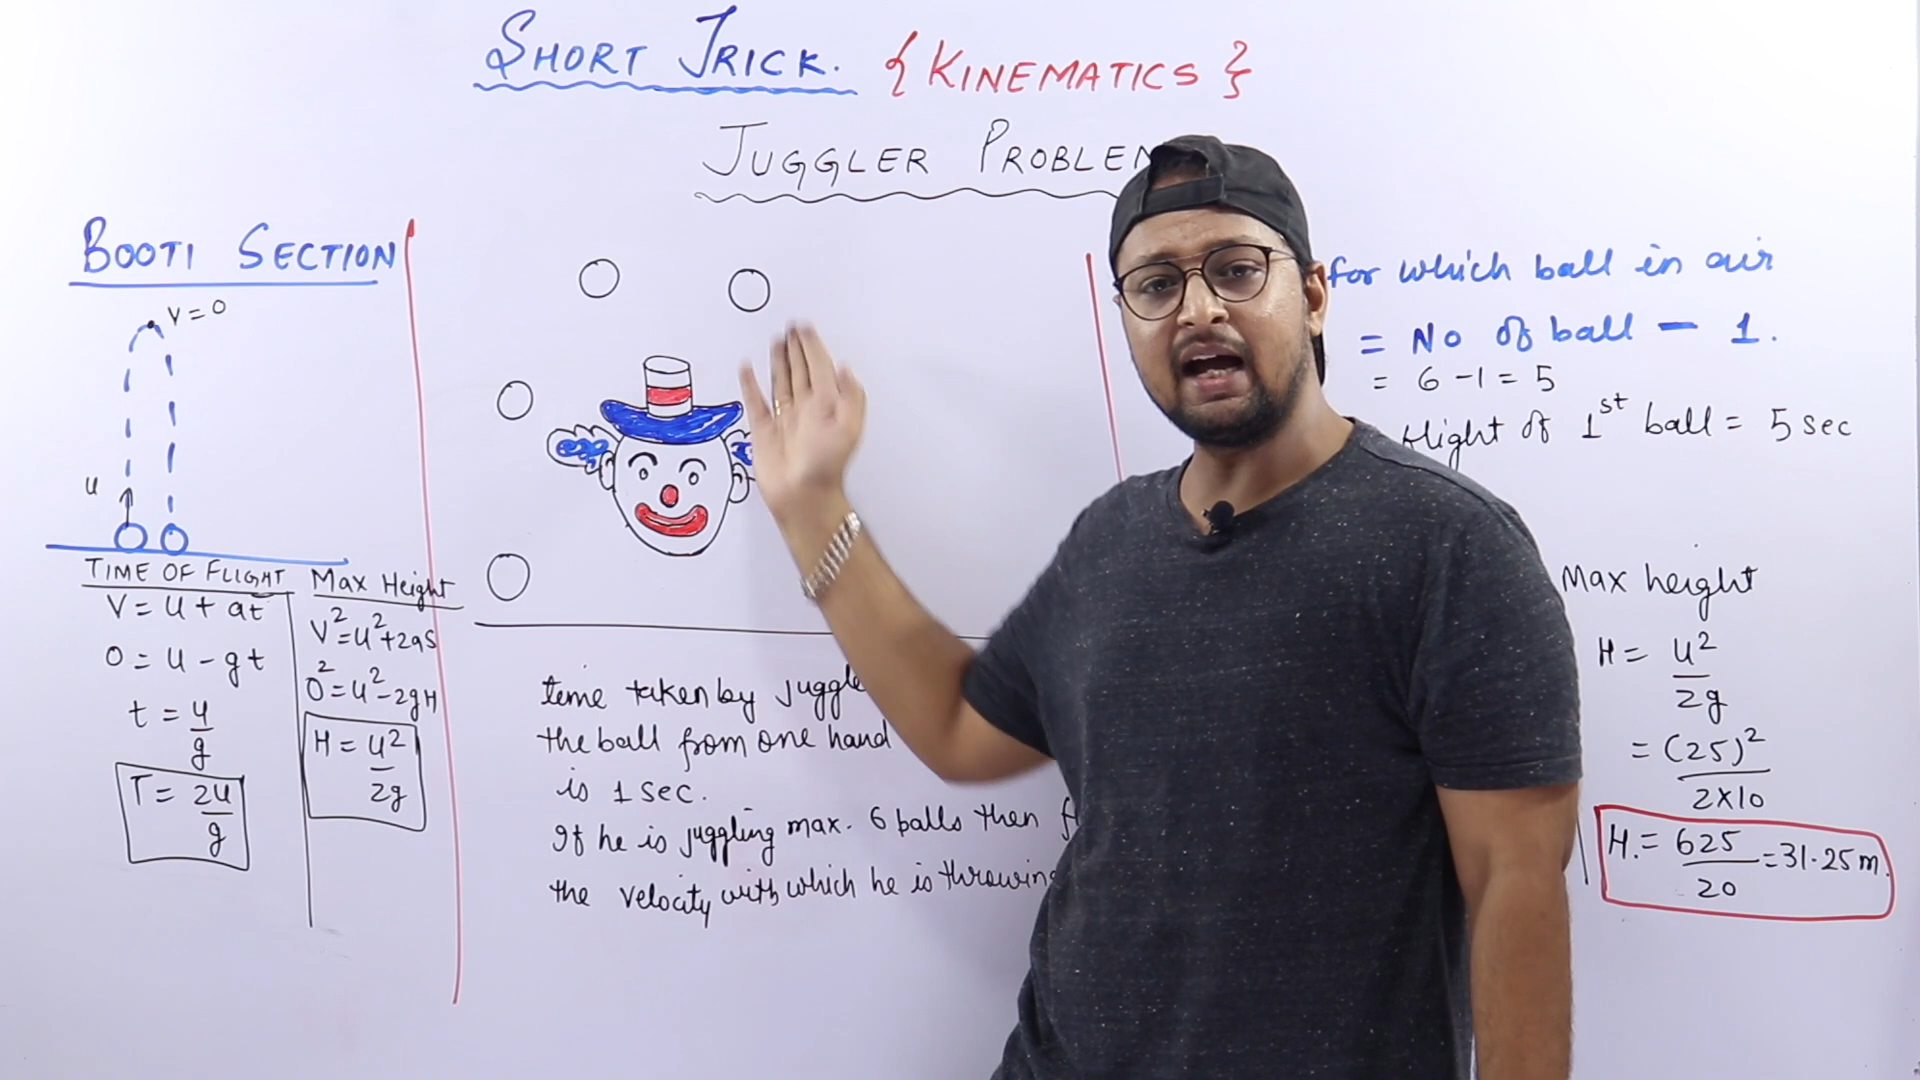 SHORT TRICK. { KINEMATICS }
JUGGLER PROBLEM
BOOTI SECTION
V = 0
u
TIME OF FLIGHT
V = u + at
0 = u - gt
t = u/g
T = 2u/g
Max Height
V² = u² + 2as
0² = u² - 2gH
H = u²/2g
teme taken by juggle
the ball from one hand
is 1 sec.
If he is juggling max. 6 balls then f
the velocity with which he is throwing
for which ball in air
= No of ball - 1.
= 6 - 1 = 5
flight of 1st ball = 5 sec
Max height
H = u²/2g
= (25)²/2×10
H. = 625/20 = 31.25 m.